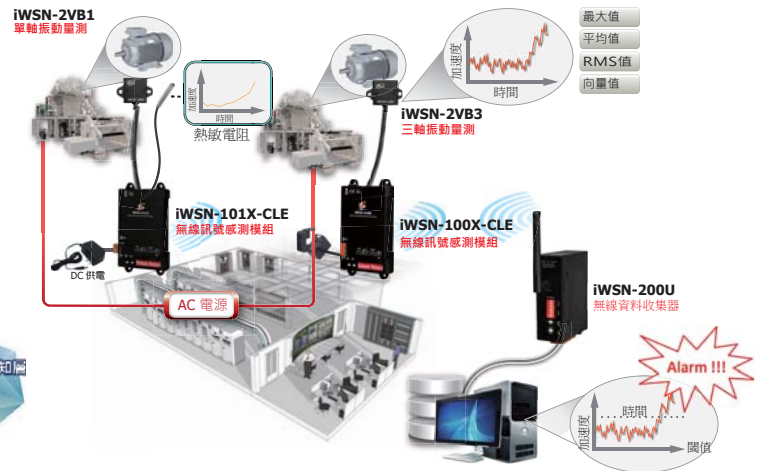 iWSN-2VB1
單軸振動量測
加速度
時間
熱敏電阻
加速度
時間
最大值
平均值
RMS值
向量值
iWSN-2VB3
三軸振動量測
iWSN-101X-CLE
無線訊號感測模組
iWSN-100X-CLE
無線訊號感測模組
DC 供電
AC 電源
iWSN-200U
無線資料收集器
Alarm !!!
加速度
時間
閾值